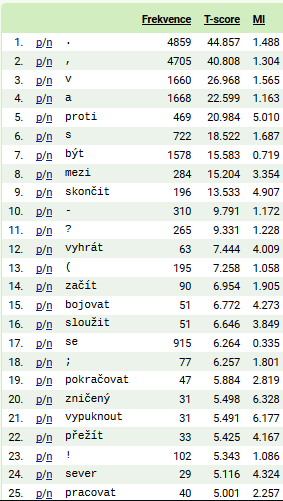 Frekvence T-score MI
1. p/n . 4859 44.857 1.488
2. p/n , 4705 40.808 1.304
3. p/n v 1660 26.968 1.565
4. p/n a 1668 22.599 1.163
5. p/n proti 469 20.984 5.010
6. p/n s 722 18.522 1.687
7. p/n být 1578 15.583 0.719
8. p/n mezi 284 15.204 3.354
9. p/n skončit 196 13.533 4.907
10. p/n - 310 9.791 1.172
11. p/n ? 265 9.331 1.228
12. p/n vyhrát 63 7.444 4.009
13. p/n ( 195 7.258 1.058
14. p/n začít 90 6.954 1.905
15. p/n bojovat 51 6.772 4.273
16. p/n sloužit 51 6.646 3.849
17. p/n se 915 6.264 0.335
18. p/n ; 77 6.257 1.801
19. p/n pokračovat 47 5.884 2.819
20. p/n zničený 31 5.498 6.328
21. p/n vypuknout 31 5.491 6.177
22. p/n přežít 33 5.425 4.167
23. p/n ! 102 5.343 1.086
24. p/n sever 29 5.116 4.324
25. p/n pracovat 40 5.001 2.257